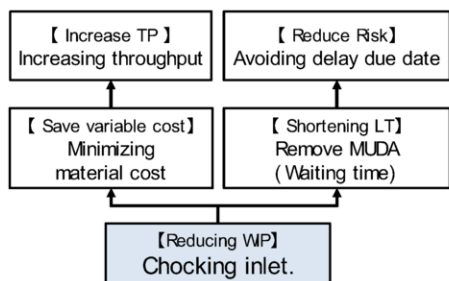 【 Increase TP】
Increasing throughput
【 Reduce Risk】
Avoiding delay due date
【 Save variable cost】
Minimizing
material cost
【 Shortening LT】
Remove MUDA
( Waiting time)
【Reducing WIP】
Chocking inlet.